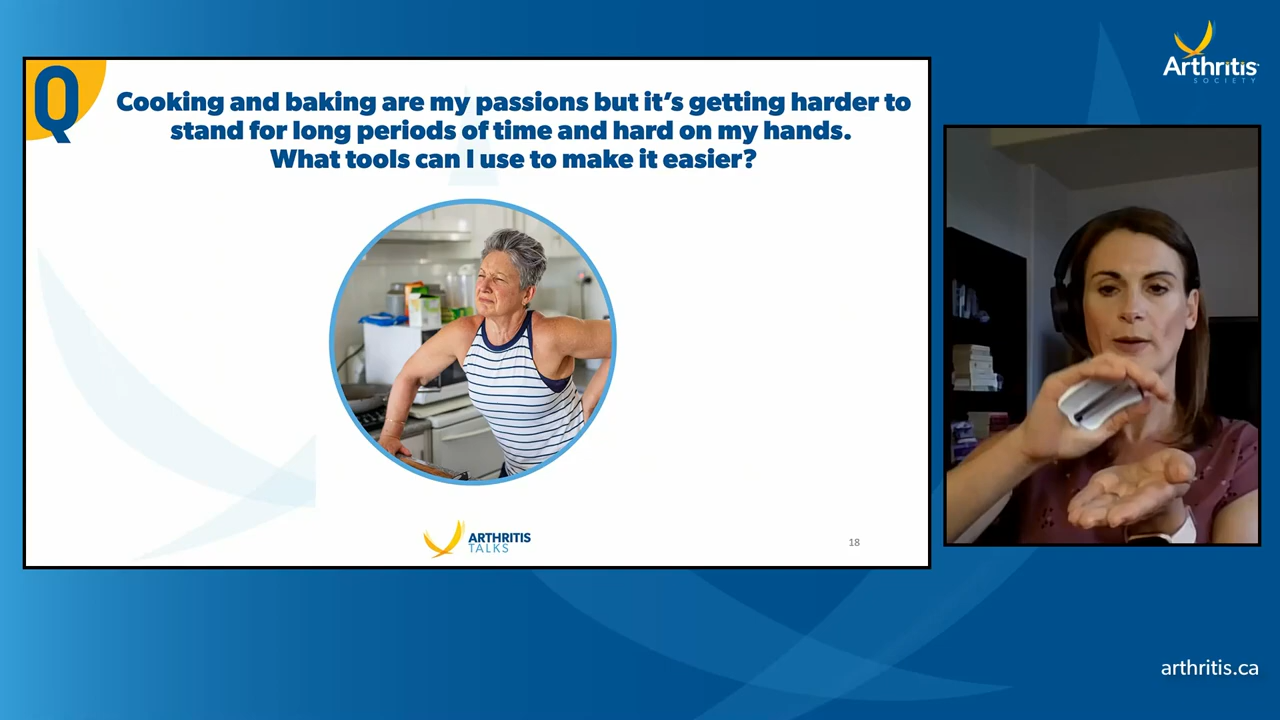 Q
Cooking and baking are my passions but it's getting harder to
stand for long periods of time and hard on my hands.
What tools can I use to make it easier?
ARTHRITIS
TALKS
18
Arthritis
SOCIETY
arthritis.ca